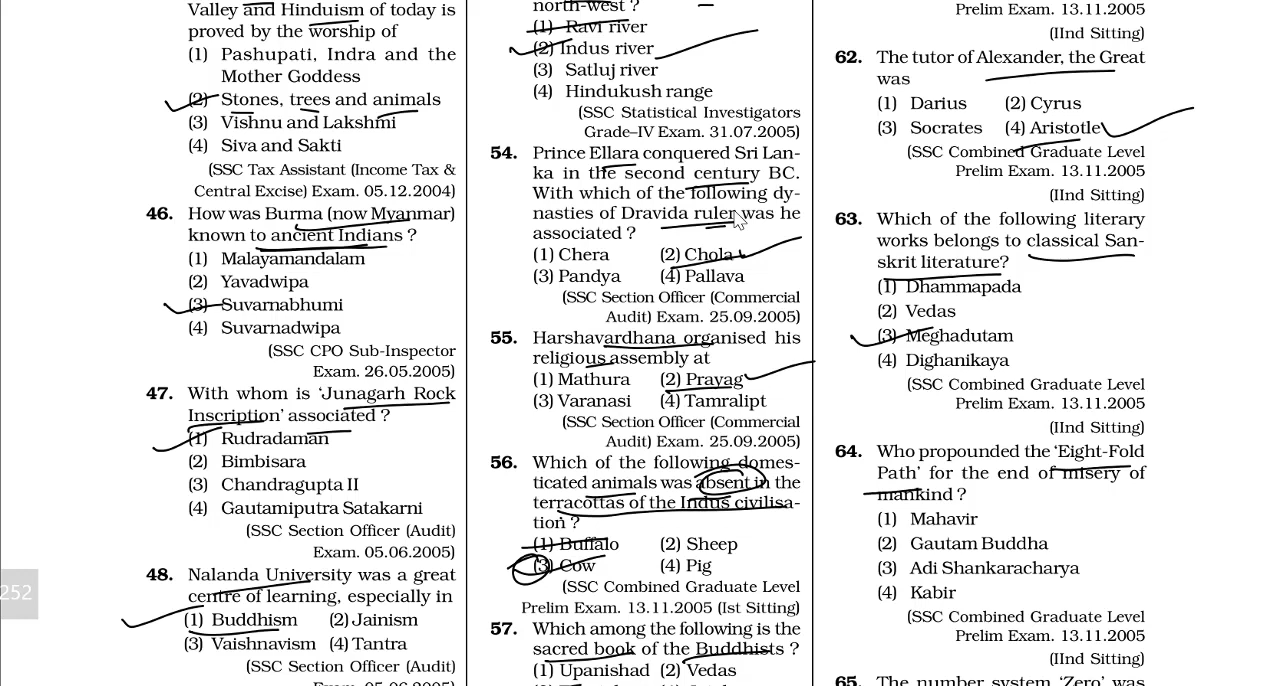 Valley and Hinduism of today is
proved by the worship of
(1) Pashupati, Indra and the
Mother Goddess
(2) Stones, trees and animals
(3) Vishnu and Lakshmi
(4) Siva and Sakti
(SSC Tax Assistant (Income Tax &
Central Excise) Exam. 05.12.2004)
46. How was Burma (now Myanmar)
known to ancient Indians ?
(1) Malayamandalam
(2) Yavadwipa
(3) Suvarnabhumi
(4) Suvarnadwipa
(SSC CPO Sub-Inspector
Exam. 26.05.2005)
47. With whom is 'Junagarh Rock
Inscription' associated ?
(1) Rudradaman
(2) Bimbisara
(3) Chandragupta II
(4) Gautamiputra Satakarni
(SSC Section Officer (Audit)
Exam. 05.06.2005)
48. Nalanda University was a great
centre of learning, especially in
(1) Buddhism (2) Jainism
(3) Vaishnavism (4) Tantra
(SSC Section Officer (Audit)
Exam. 05.06.2005)
252
north-west ?
(1) Ravi river
(2) Indus river
(3) Satluj river
(4) Hindukush range
(SSC Statistical Investigators
Grade–IV Exam. 31.07.2005)
54. Prince Ellara conquered Sri Lan-
ka in the second century BC.
With which of the following dy-
nasties of Dravida ruler was he
associated ?
(1) Chera (2) Chola
(3) Pandya (4) Pallava
(SSC Section Officer (Commercial
Audit) Exam. 25.09.2005)
55. Harshavardhana organised his
religious assembly at
(1) Mathura (2) Prayag
(3) Varanasi (4) Tamralipt
(SSC Section Officer (Commercial
Audit) Exam. 25.09.2005)
56. Which of the following domes-
ticated animals was absent in the
terracottas of the Indus civilisa-
tion ?
(1) Buffalo (2) Sheep
(3) Cow (4) Pig
(SSC Combined Graduate Level
Prelim Exam. 13.11.2005 (Ist Sitting)
57. Which among the following is the
sacred book of the Buddhists ?
(1) Upanishad (2) Vedas
Prelim Exam. 13.11.2005
(IInd Sitting)
62. The tutor of Alexander, the Great
was
(1) Darius (2) Cyrus
(3) Socrates (4) Aristotle
(SSC Combined Graduate Level
Prelim Exam. 13.11.2005
(IInd Sitting)
63. Which of the following literary
works belongs to classical San-
skrit literature?
(1) Dhammapada
(2) Vedas
(3) Meghadutam
(4) Dighanikaya
(SSC Combined Graduate Level
Prelim Exam. 13.11.2005
(IInd Sitting)
64. Who propounded the 'Eight-Fold
Path' for the end of misery of
mankind ?
(1) Mahavir
(2) Gautam Buddha
(3) Adi Shankaracharya
(4) Kabir
(SSC Combined Graduate Level
Prelim Exam. 13.11.2005
(IInd Sitting)
65. The number system 'Zero' was